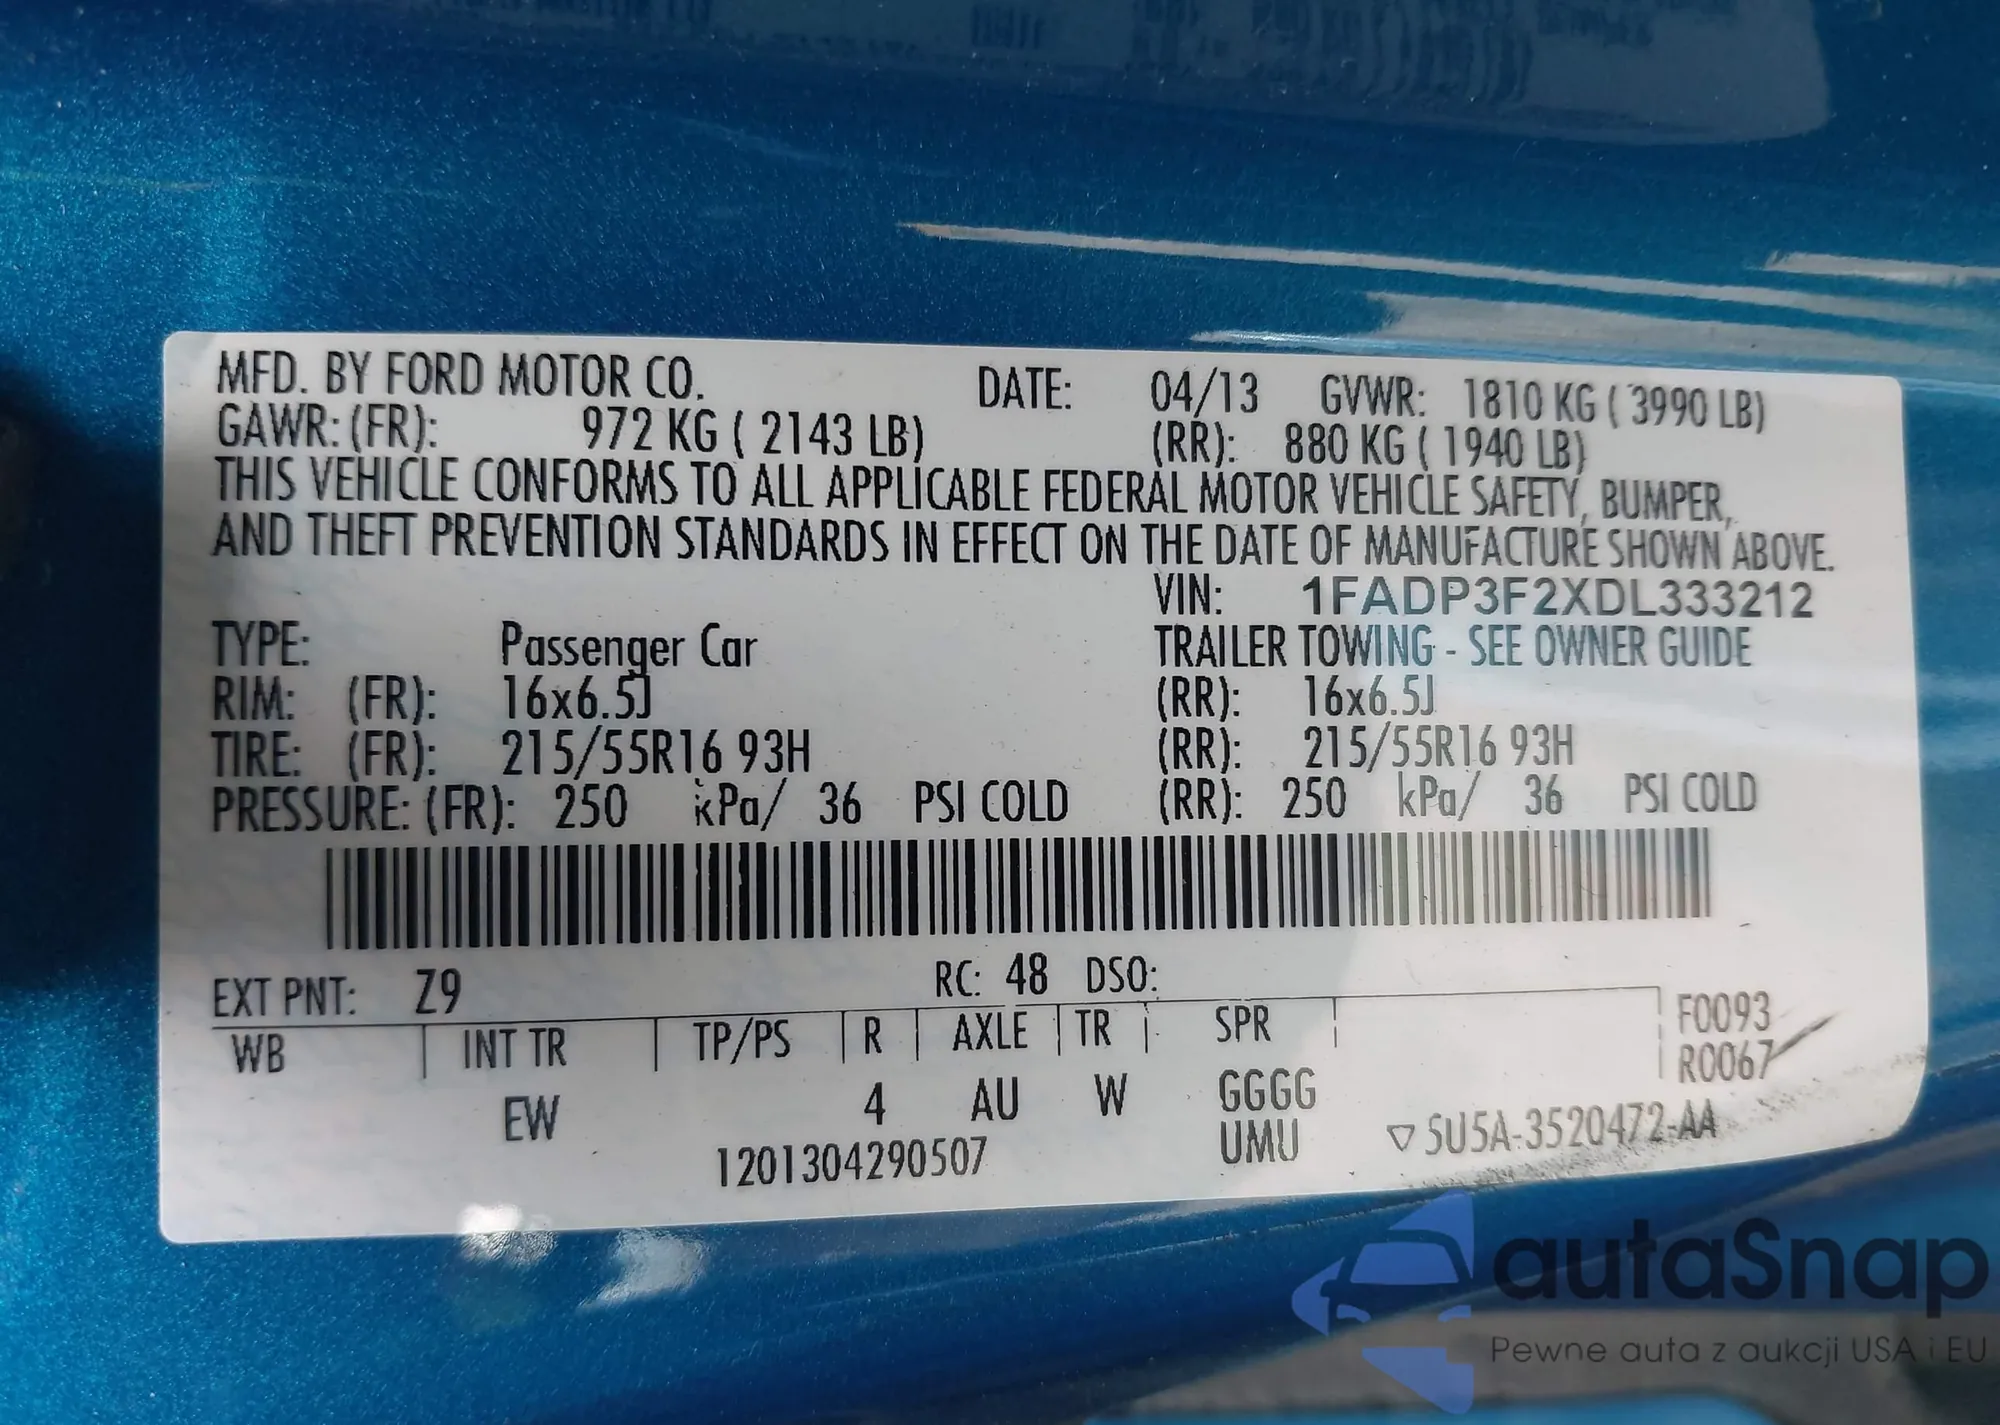 MFD. BY FORD MOTOR CO. DATE: 04/13 GVWR: 1810 KG ( 3990 LB)
GAWR: (FR): 972 KG ( 2143 LB) (RR): 880 KG ( 1940 LB)
THIS VEHICLE CONFORMS TO ALL APPLICABLE FEDERAL MOTOR VEHICLE SAFETY, BUMPER,
AND THEFT PREVENTION STANDARDS IN EFFECT ON THE DATE OF MANUFACTURE SHOWN ABOVE.
VIN: 1FADP3F2XDL333212
TYPE: Passenger Car TRAILER TOWING - SEE OWNER GUIDE
RIM: (FR): 16x6.5J (RR): 16x6.5J
TIRE: (FR): 215/55R16 93H (RR): 215/55R16 93H
PRESSURE: (FR): 250 kPa/ 36 PSI COLD (RR): 250 kPa/ 36 PSI COLD
EXT PNT: Z9 RC: 48 DSO:
WB INT TR TP/PS R AXLE TR SPR F0093
R0067
EW 4 AU W GGGG
UMU
1201304290507
▽ 5U5A-3520472-AA
autaSnap
Pewne auta z aukcji USA i EU